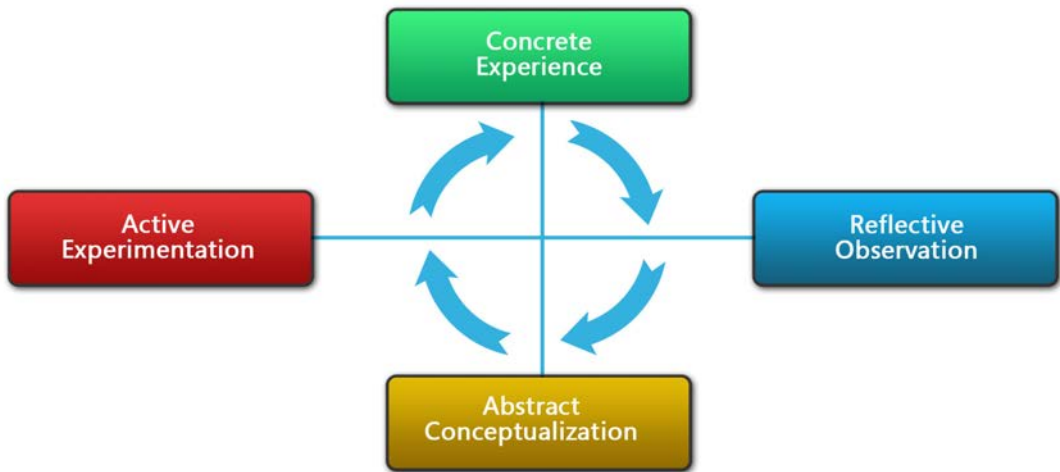 Concrete
Experience
Active
Experimentation
Reflective
Observation
Abstract
Conceptualization